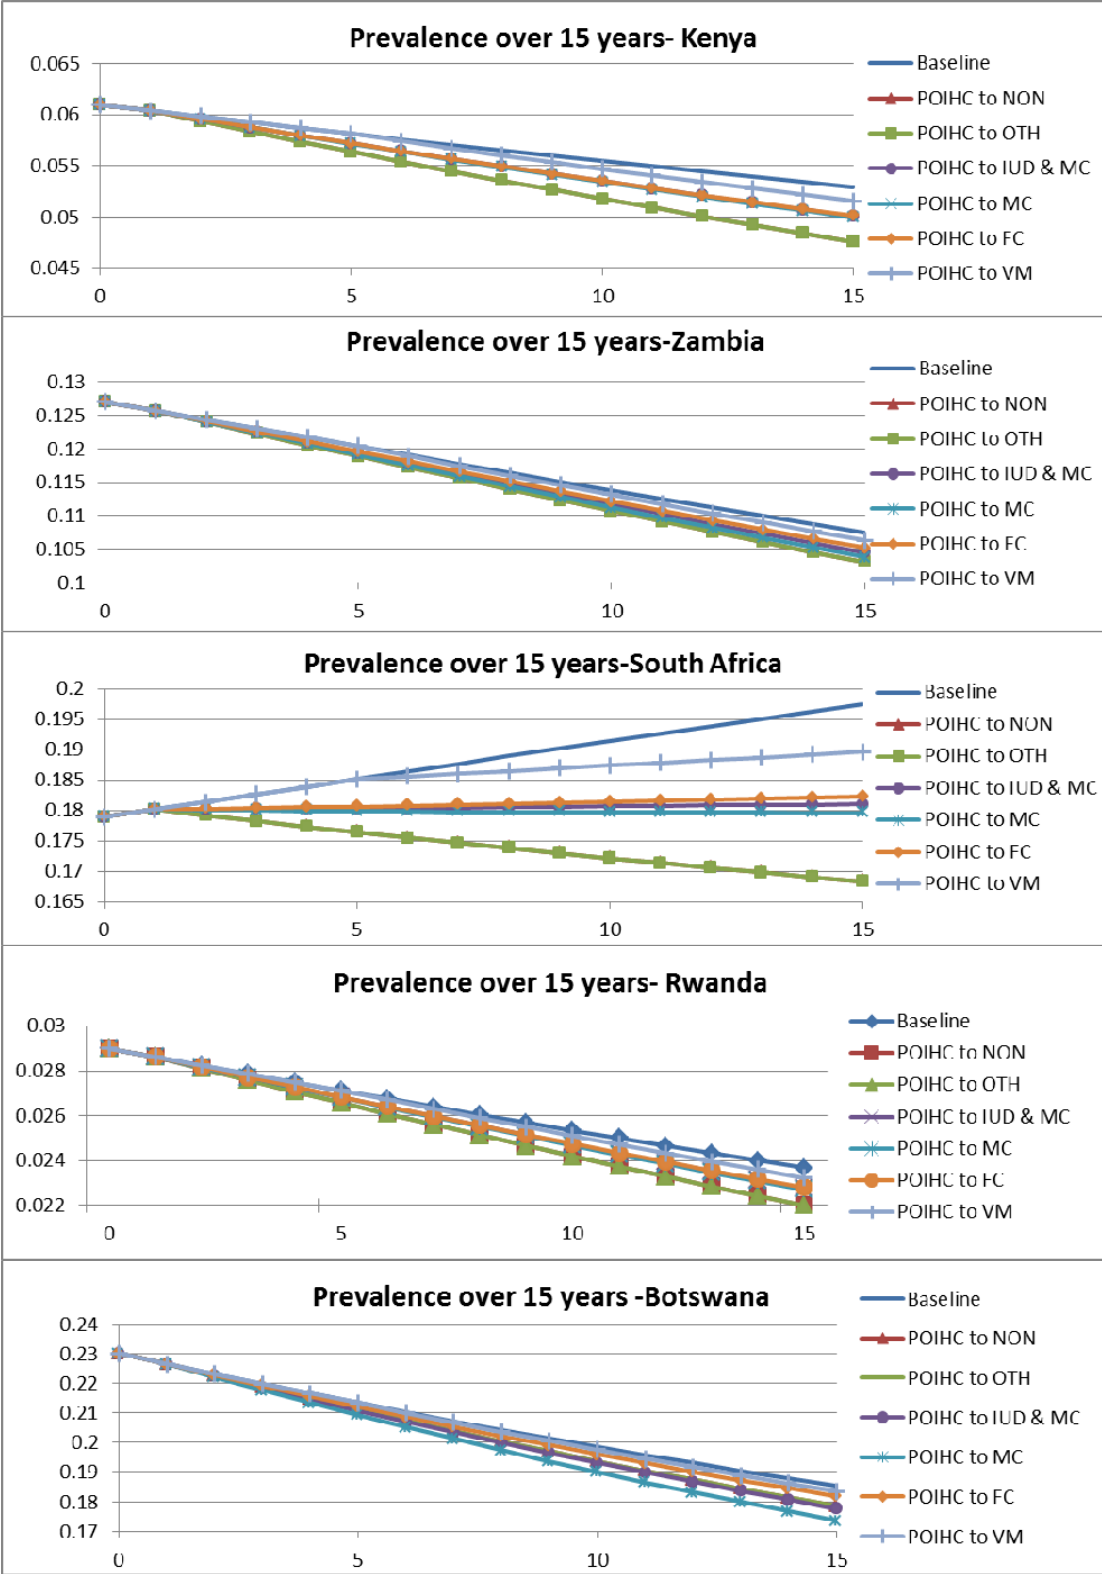 Prevalence over 15 years- Kenya
0.065
0.06
0.055
0.05
0.045
0 5 10 15
Baseline
POIHC to NON
POIHC to OTH
POIHC to IUD & MC
POIHC to MC
POIHC to FC
POIHC to VM
Prevalence over 15 years-Zambia
0.13
0.125
0.12
0.115
0.11
0.105
0.1
0 5 10 15
Baseline
POIHC to NON
POIHC to OTH
POIHC to IUD & MC
POIHC to MC
POIHC to FC
POIHC to VM
Prevalence over 15 years-South Africa
0.2
0.195
0.19
0.185
0.18
0.175
0.17
0.165
0 5 10 15
Baseline
POIHC to NON
POIHC to OTH
POIHC to IUD & MC
POIHC to MC
POIHC to FC
POIHC to VM
Prevalence over 15 years- Rwanda
0.03
0.028
0.026
0.024
0.022
0 5 10 15
Baseline
POIHC to NON
POIHC to OTH
POIHC to IUD & MC
POIHC to MC
POIHC to FC
POIHC to VM
Prevalence over 15 years -Botswana
0.24
0.23
0.22
0.21
0.2
0.19
0.18
0.17
0 5 10 15
Baseline
POIHC to NON
POIHC to OTH
POIHC to IUD & MC
POIHC to MC
POIHC to FC
POIHC to VM